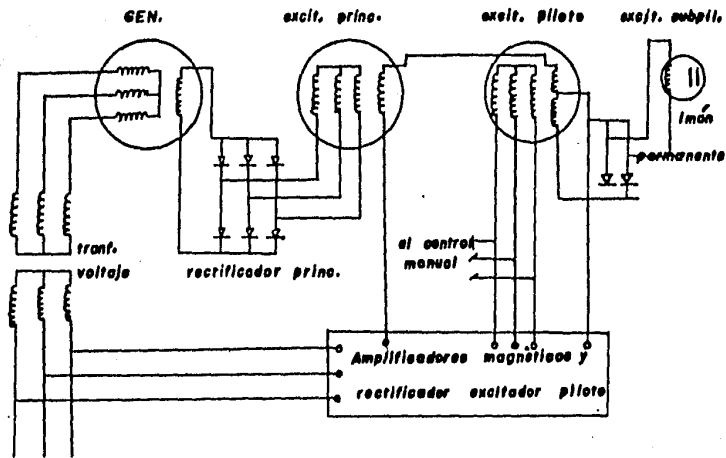 GEN.
excit. princ.
excit. piloto
excit. subpil.
imán
permanente
tranf.
voltaje
rectificador princ.
al control
manual
Amplificadores magnéticos y
rectificador excitador piloto